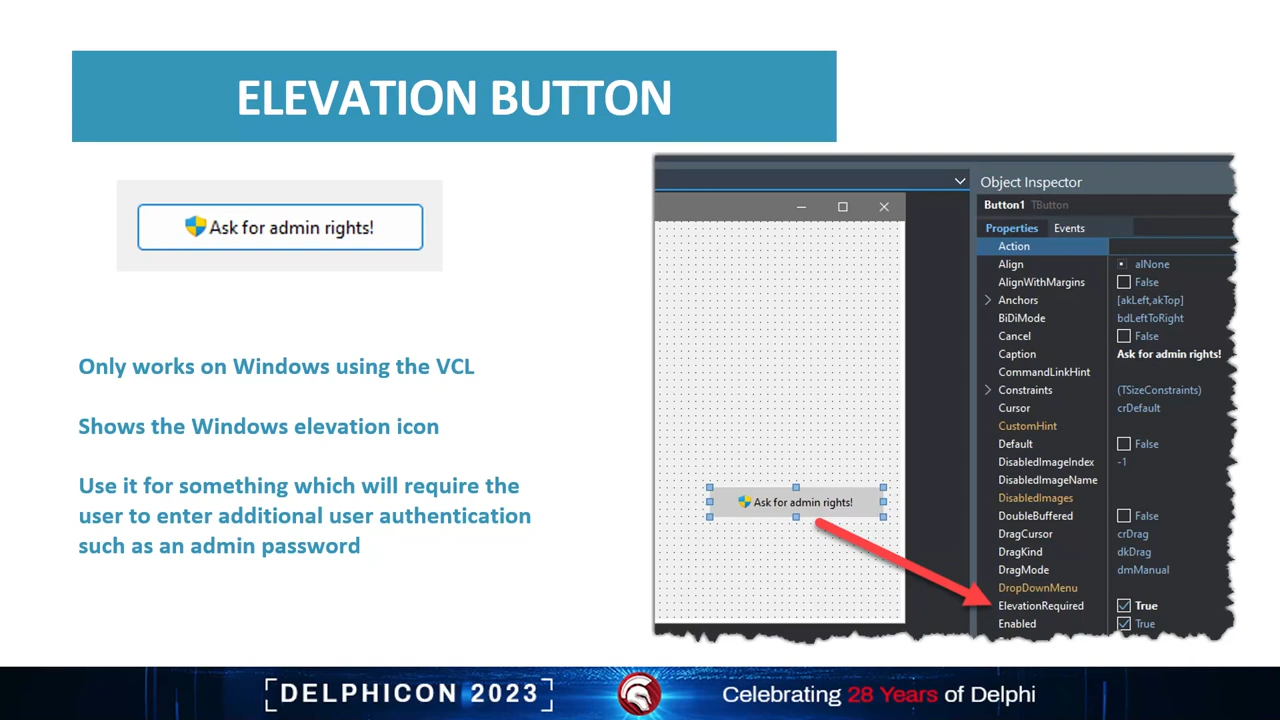 ELEVATION BUTTON
Ask for admin rights!
Only works on Windows using the VCL
Shows the Windows elevation icon
Use it for something which will require the
user to enter additional user authentication
such as an admin password
Ask for admin rights!
Object Inspector
Button1 TButton
Properties Events
Action
Align alNone
AlignWithMargins False
Anchors [akLeft,akTop]
BiDiMode bdLeftToRight
Cancel False
Caption Ask for admin rights!
CommandLinkHint
Constraints (TSizeConstraints)
Cursor crDefault
CustomHint
Default False
DisabledImageIndex -1
DisabledImageName
DisabledImages
DoubleBuffered False
DragCursor crDrag
DragKind dkDrag
DragMode dmManual
DropDownMenu
ElevationRequired True
Enabled True
[DELPHICON 2023]
Celebrating 28 Years of Delphi